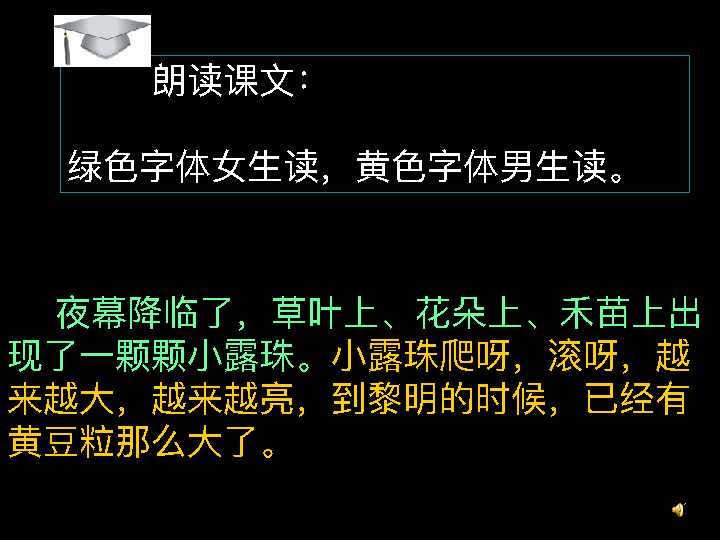 朗读课文：
绿色字体女生读，黄色字体男生读。
夜幕降临了，草叶上、花朵上、禾苗上出
现了一颗颗小露珠。小露珠爬呀，滚呀，越
来越大，越来越亮，到黎明的时候，已经有
黄豆粒那么大了。